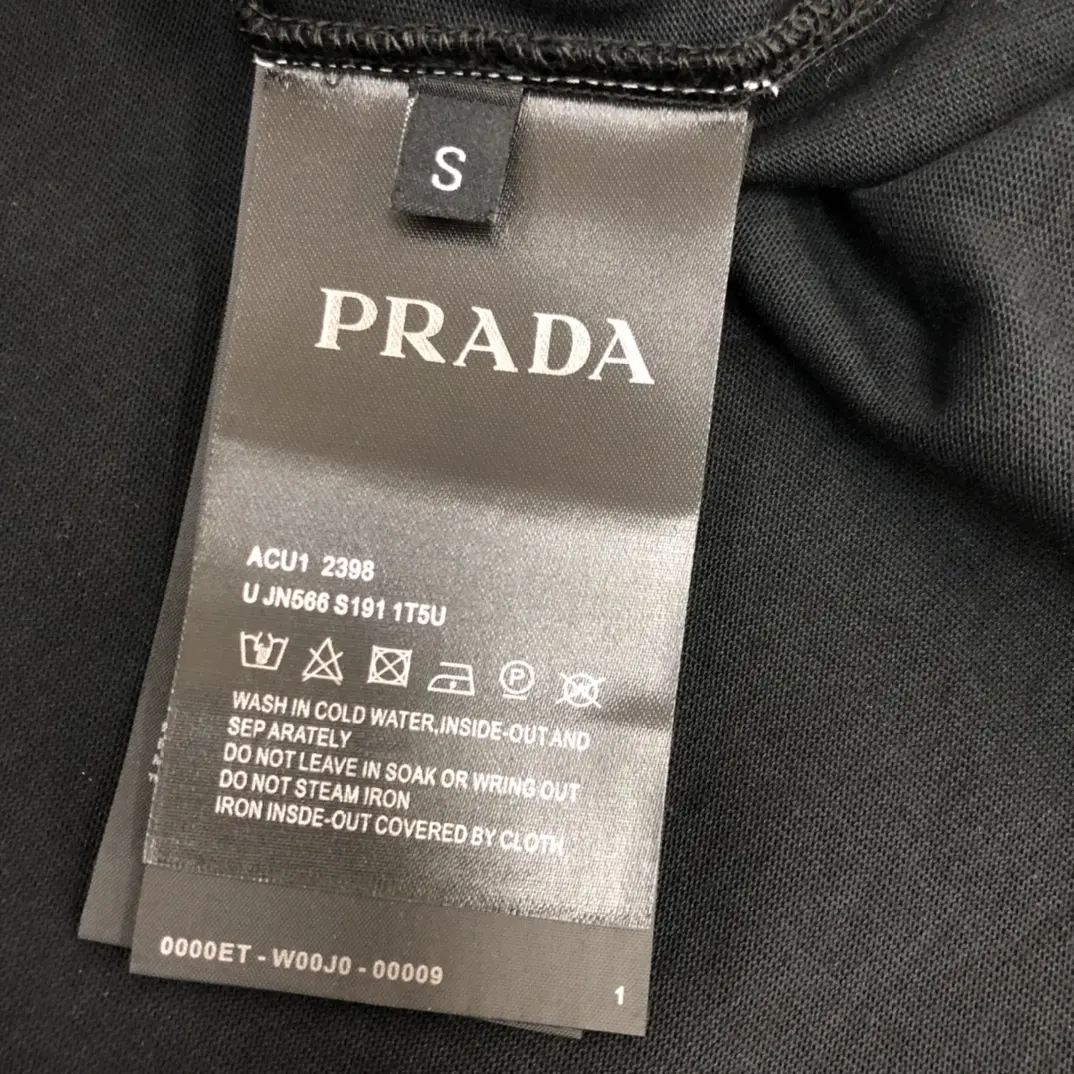 S
PRADA
ACU1 2398
U JN566 S191 1T5U
P
WASH IN COLD WATER,INSIDE-OUT AND
SEP ARATELY
DO NOT LEAVE IN SOAK OR WRING OUT
DO NOT STEAM IRON
IRON INSDE-OUT COVERED BY CLOTH
0000ET - W00J0 - 00009
1